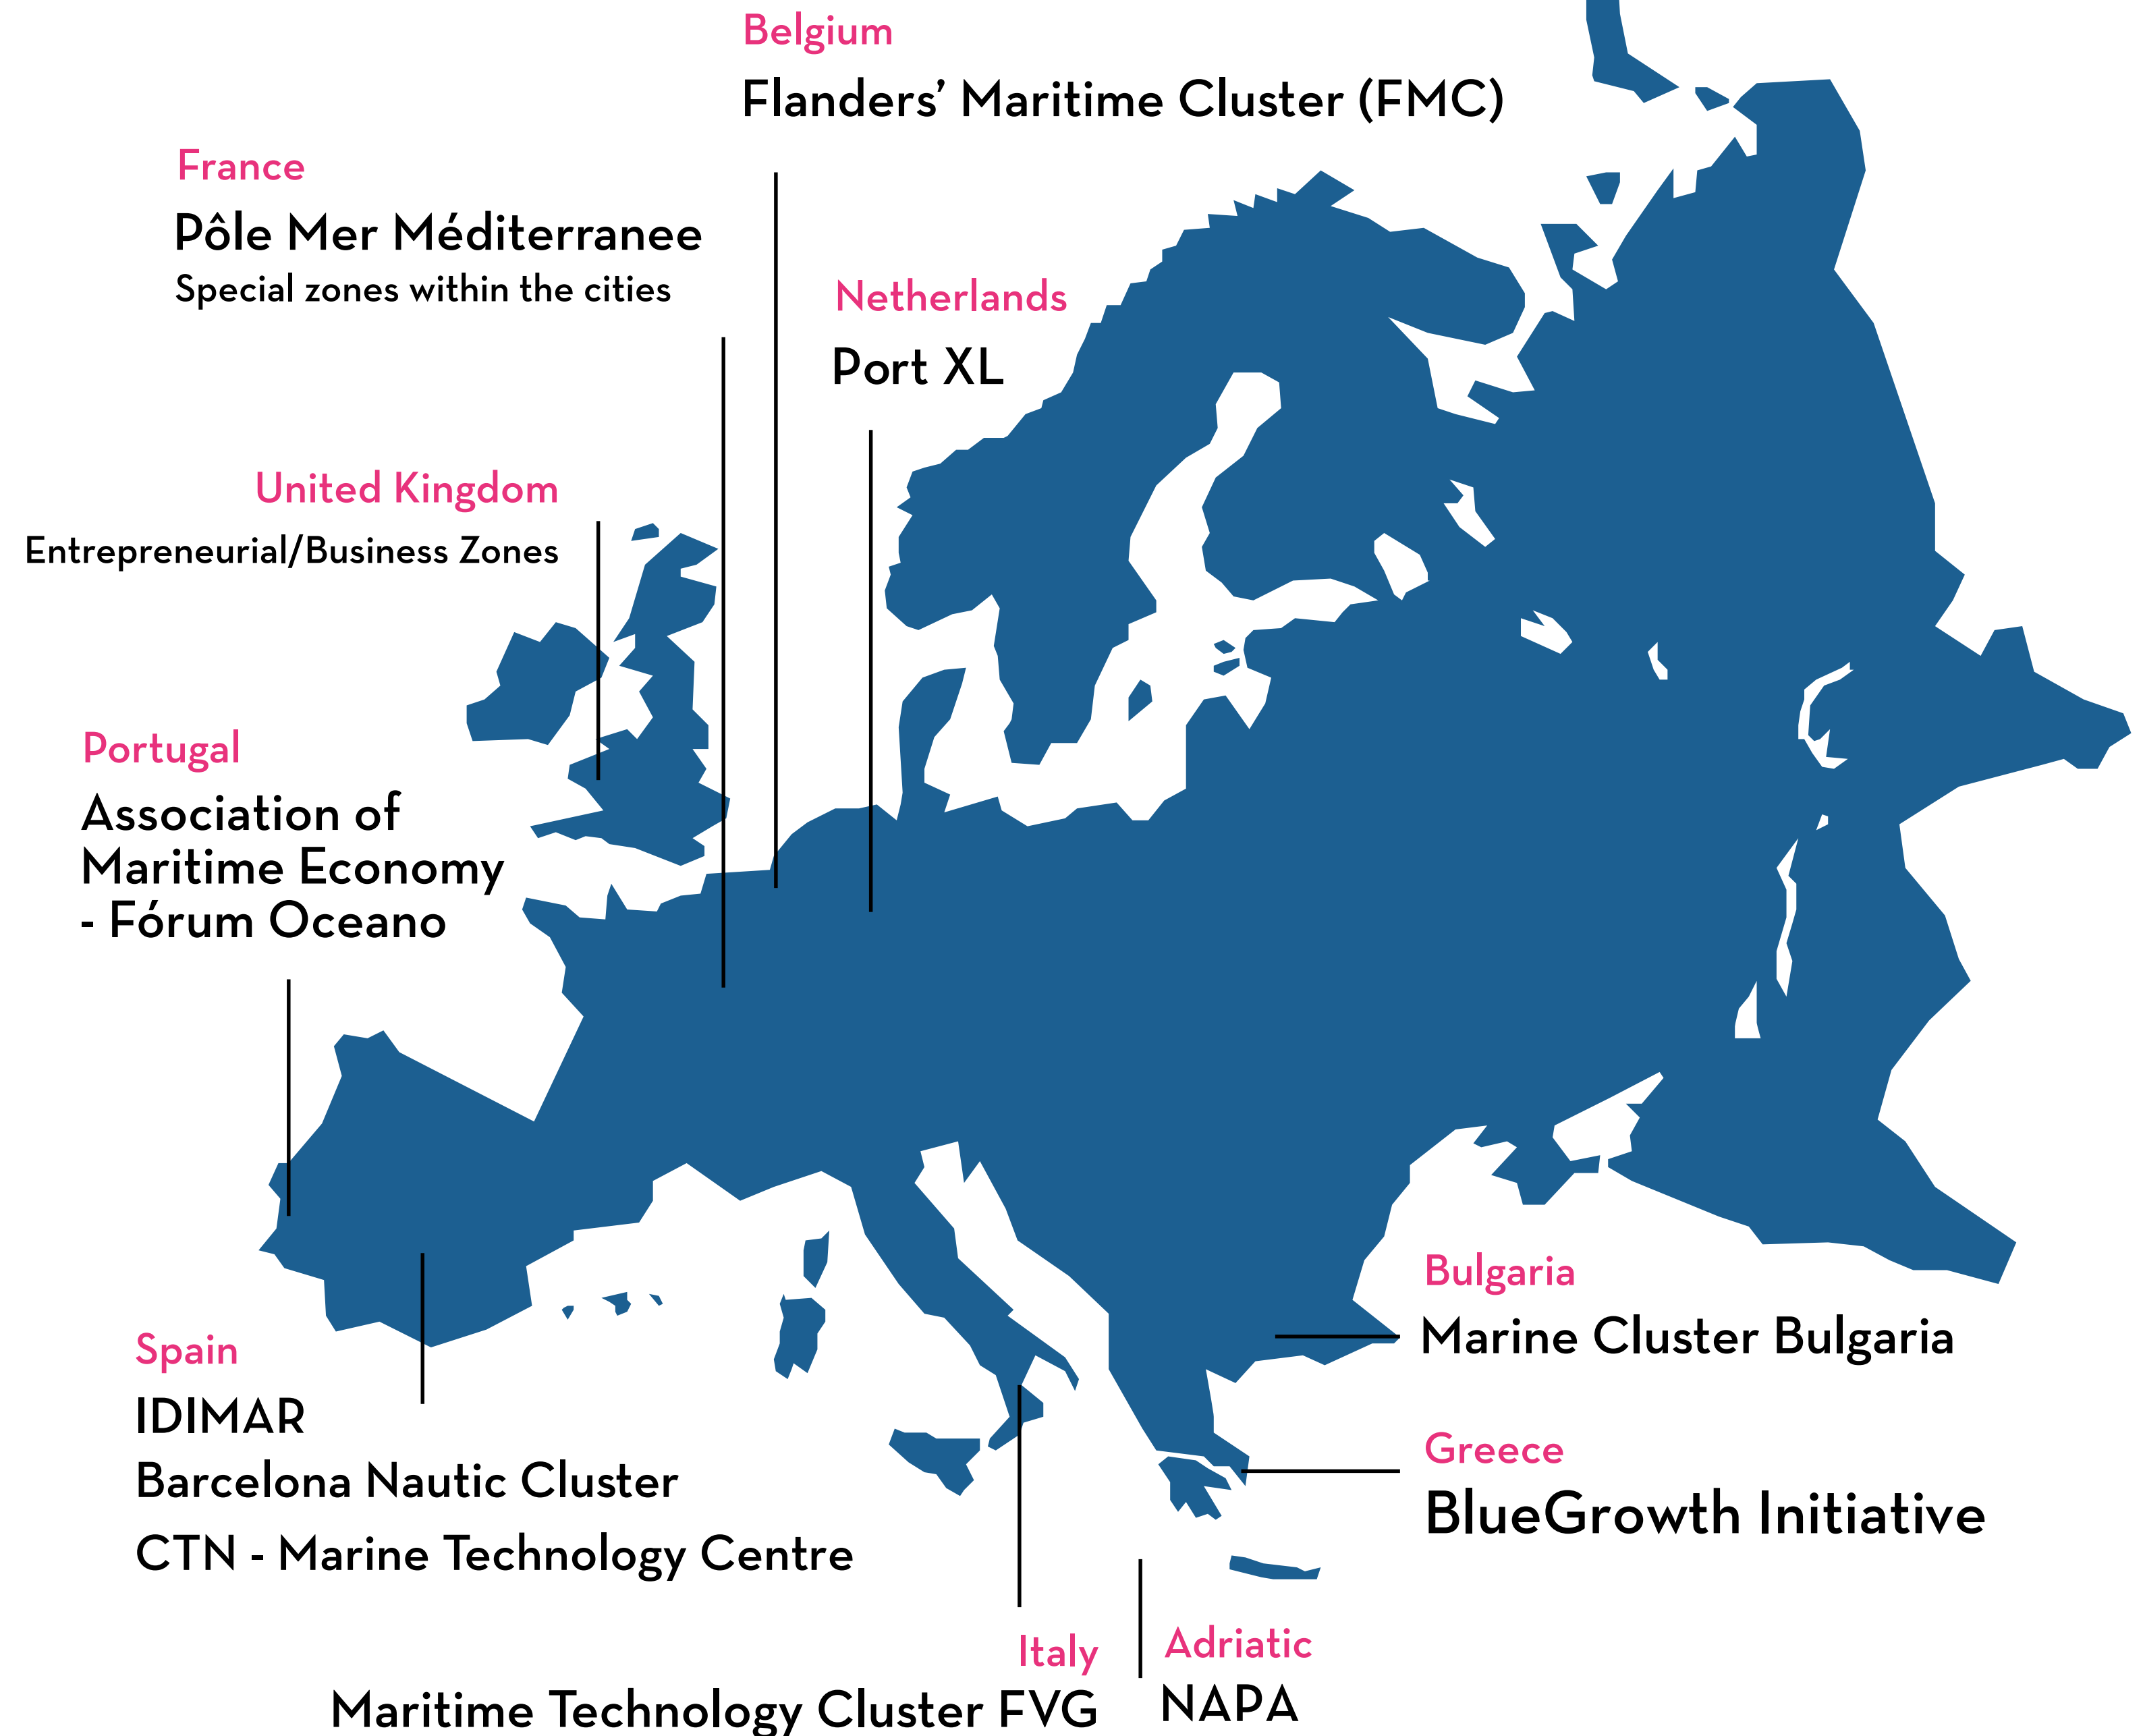 Belgium
Flanders’ Maritime Cluster (FMC)
France
Pôle Mer Méditerranee
Special zones within the cities
Netherlands
Port XL
United Kingdom
Entrepreneurial/Business Zones
Portugal
Association of
Maritime Economy
- Fórum Oceano
Bulgaria
Marine Cluster Bulgaria
Spain
IDIMAR
Barcelona Nautic Cluster
CTN - Marine Technology Centre
Greece
BlueGrowth Initiative
Italy
Maritime Technology Cluster FVG
Adriatic
NAPA